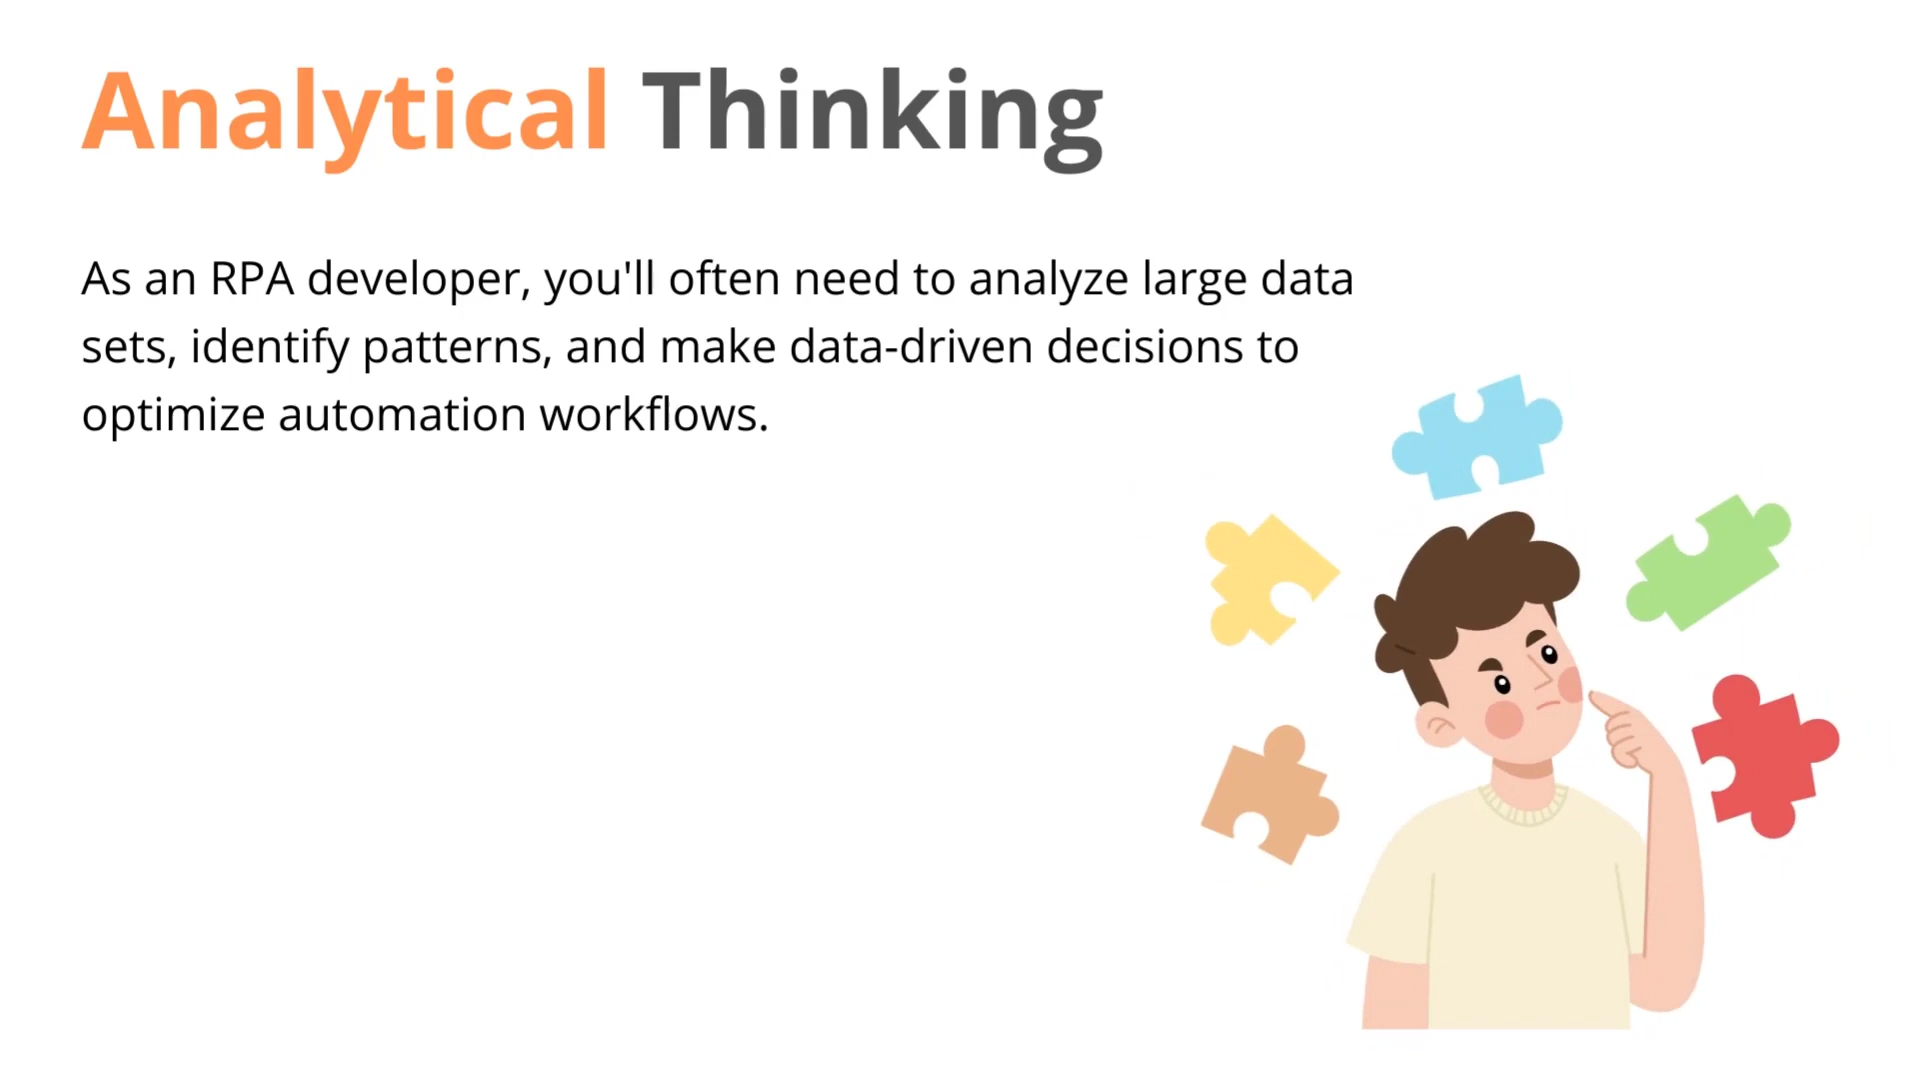 Analytical Thinking
As an RPA developer, you'll often need to analyze large data
sets, identify patterns, and make data-driven decisions to
optimize automation workflows.